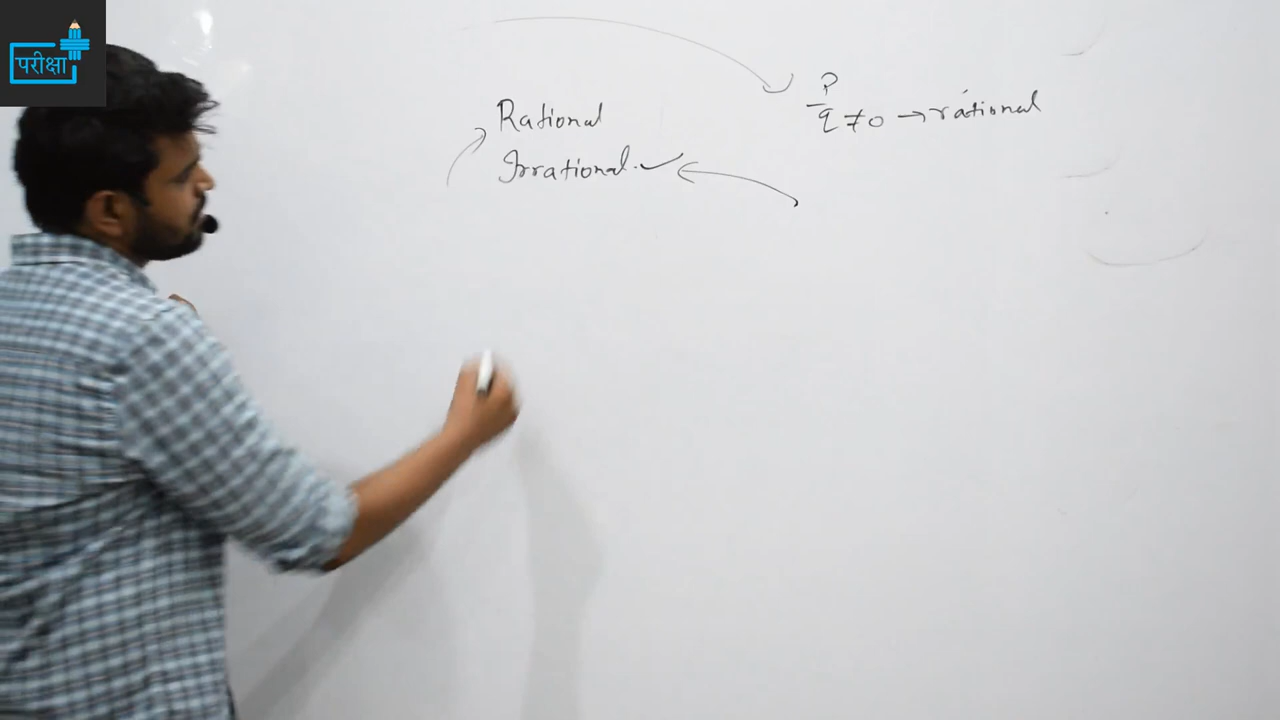 परीक्षा
Rational
Irrational. ✓
P/q ≠ 0 → rational